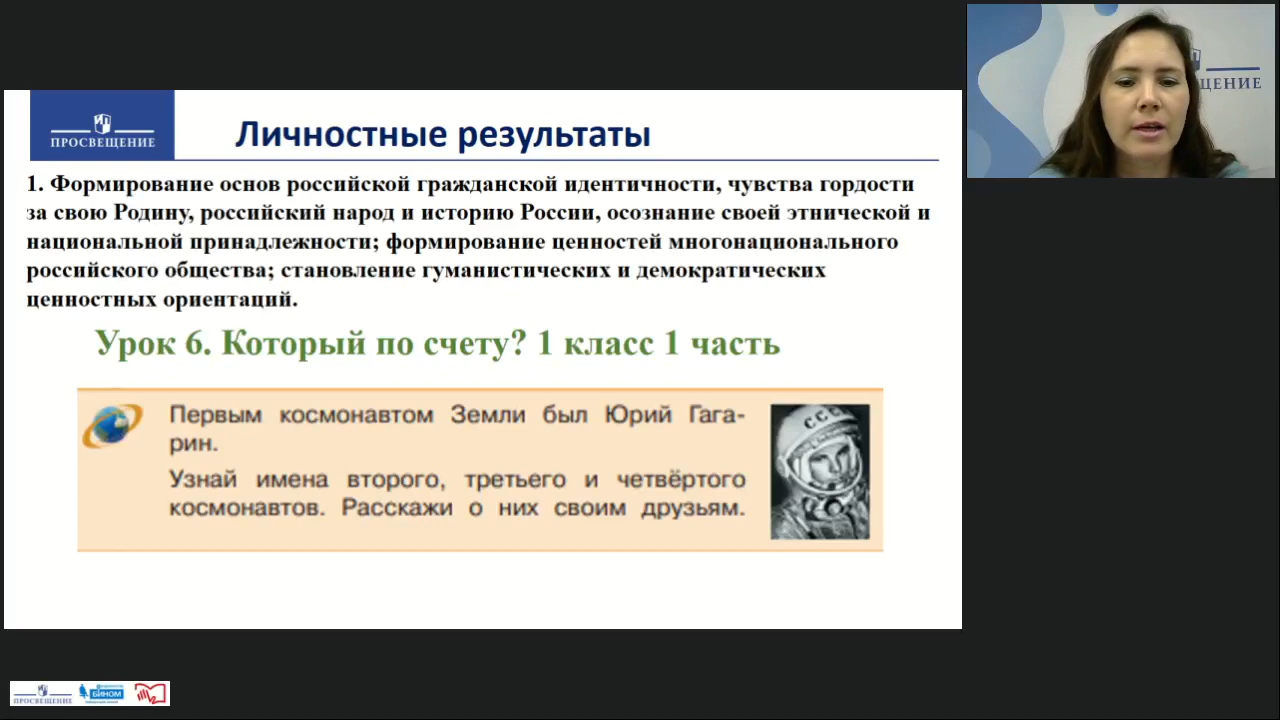 ПРОСВЕЩЕНИЕ
Личностные результаты
1. Формирование основ российской гражданской идентичности, чувства гордости
за свою Родину, российский народ и историю России, осознание своей этнической и
национальной принадлежности; формирование ценностей многонационального
российского общества; становление гуманистических и демократических
ценностных ориентаций.
Урок 6. Который по счету? 1 класс 1 часть
Первым космонавтом Земли был Юрий Гага-
рин.
Узнай имена второго, третьего и четвёртого
космонавтов. Расскажи о них своим друзьям.
СССР
ЩЕНИЕ
ПРОСВЕЩЕНИЕ
БИНОМ